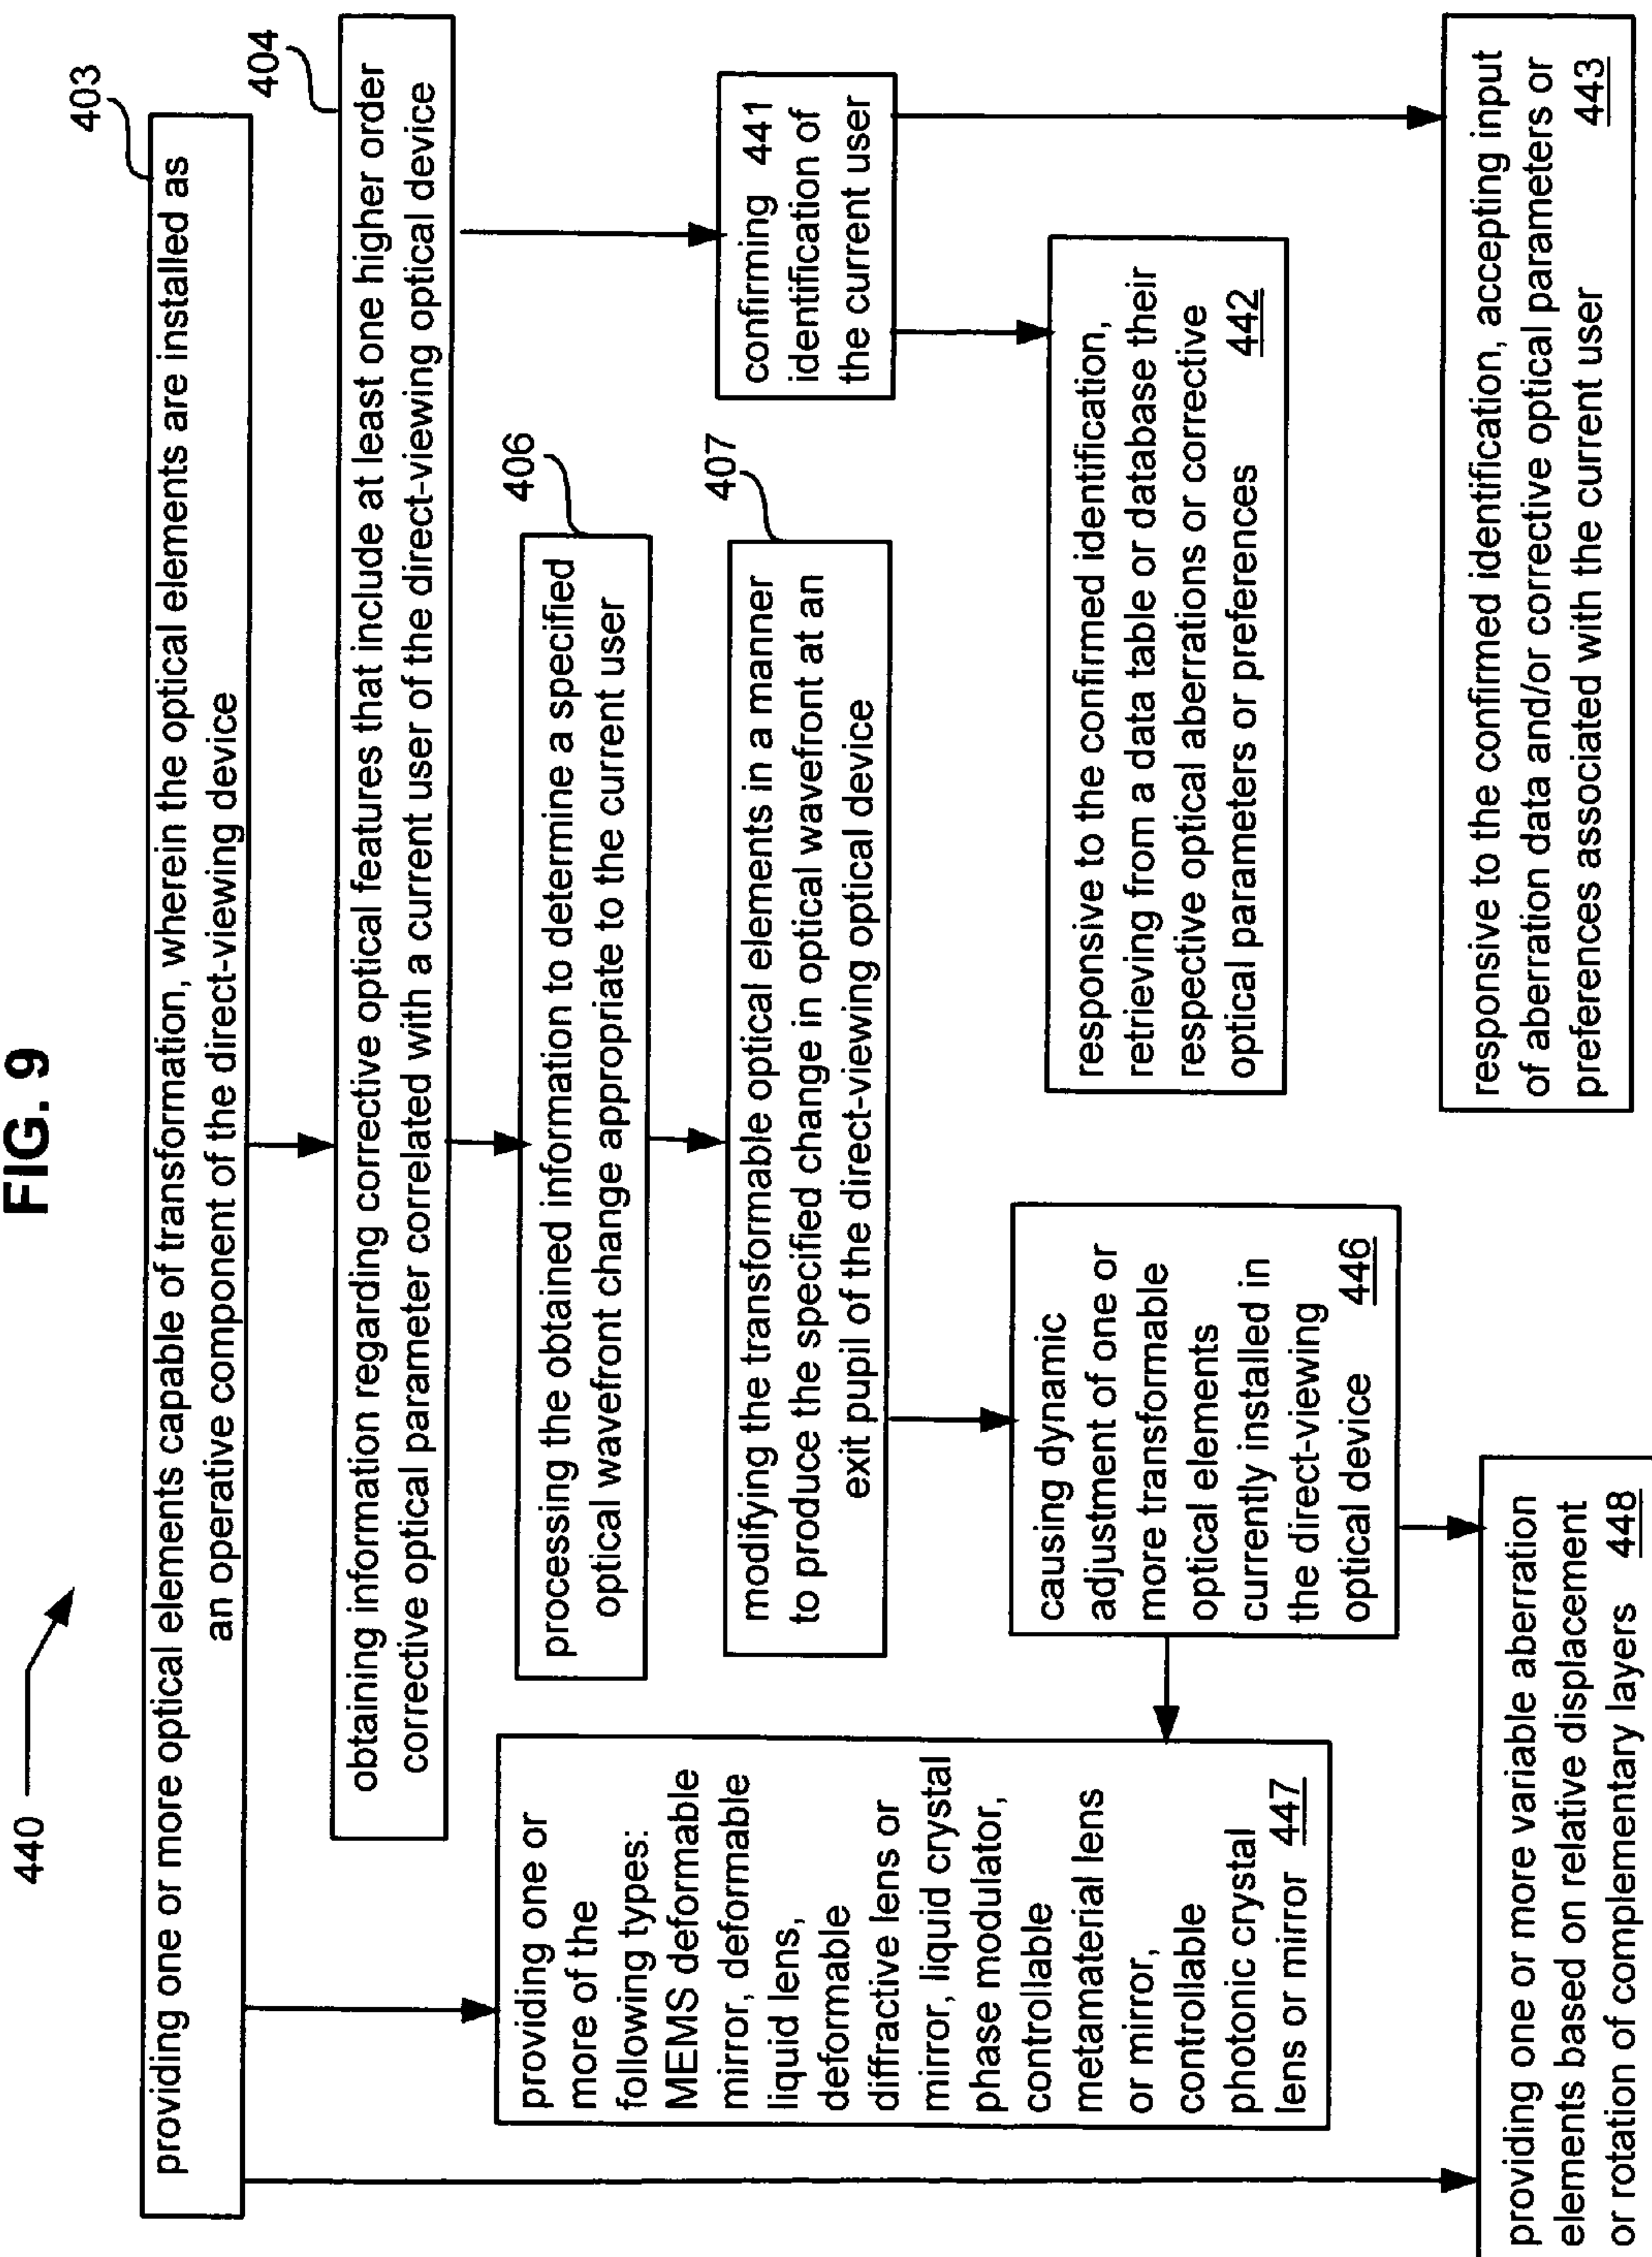 FIG. 9
440
403
providing one or more optical elements capable of transformation, wherein the optical elements are installed as
an operative component of the direct-viewing device
404
obtaining information regarding corrective optical features that include at least one higher order
corrective optical parameter correlated with a current user of the direct-viewing optical device
406
processing the obtained information to determine a specified
optical wavefront change appropriate to the current user
407
modifying the transformable optical elements in a manner
to produce the specified change in optical wavefront at an
exit pupil of the direct-viewing optical device
confirming 441
identification of
the current user
responsive to the confirmed identification,
retrieving from a data table or database their
respective optical aberrations or corrective
optical parameters or preferences 442
responsive to the confirmed identification, accepting input
of aberration data and/or corrective optical parameters or
preferences associated with the current user 443
causing dynamic
adjustment of one or
more transformable
optical elements
currently installed in
the direct-viewing
optical device 446
providing one or
more of the
following types:
MEMS deformable
mirror, deformable
liquid lens,
deformable
diffractive lens or
mirror, liquid crystal
phase modulator,
controllable
metamaterial lens
or mirror,
controllable
photonic crystal
lens or mirror 447
providing one or more variable aberration
elements based on relative displacement
or rotation of complementary layers 448